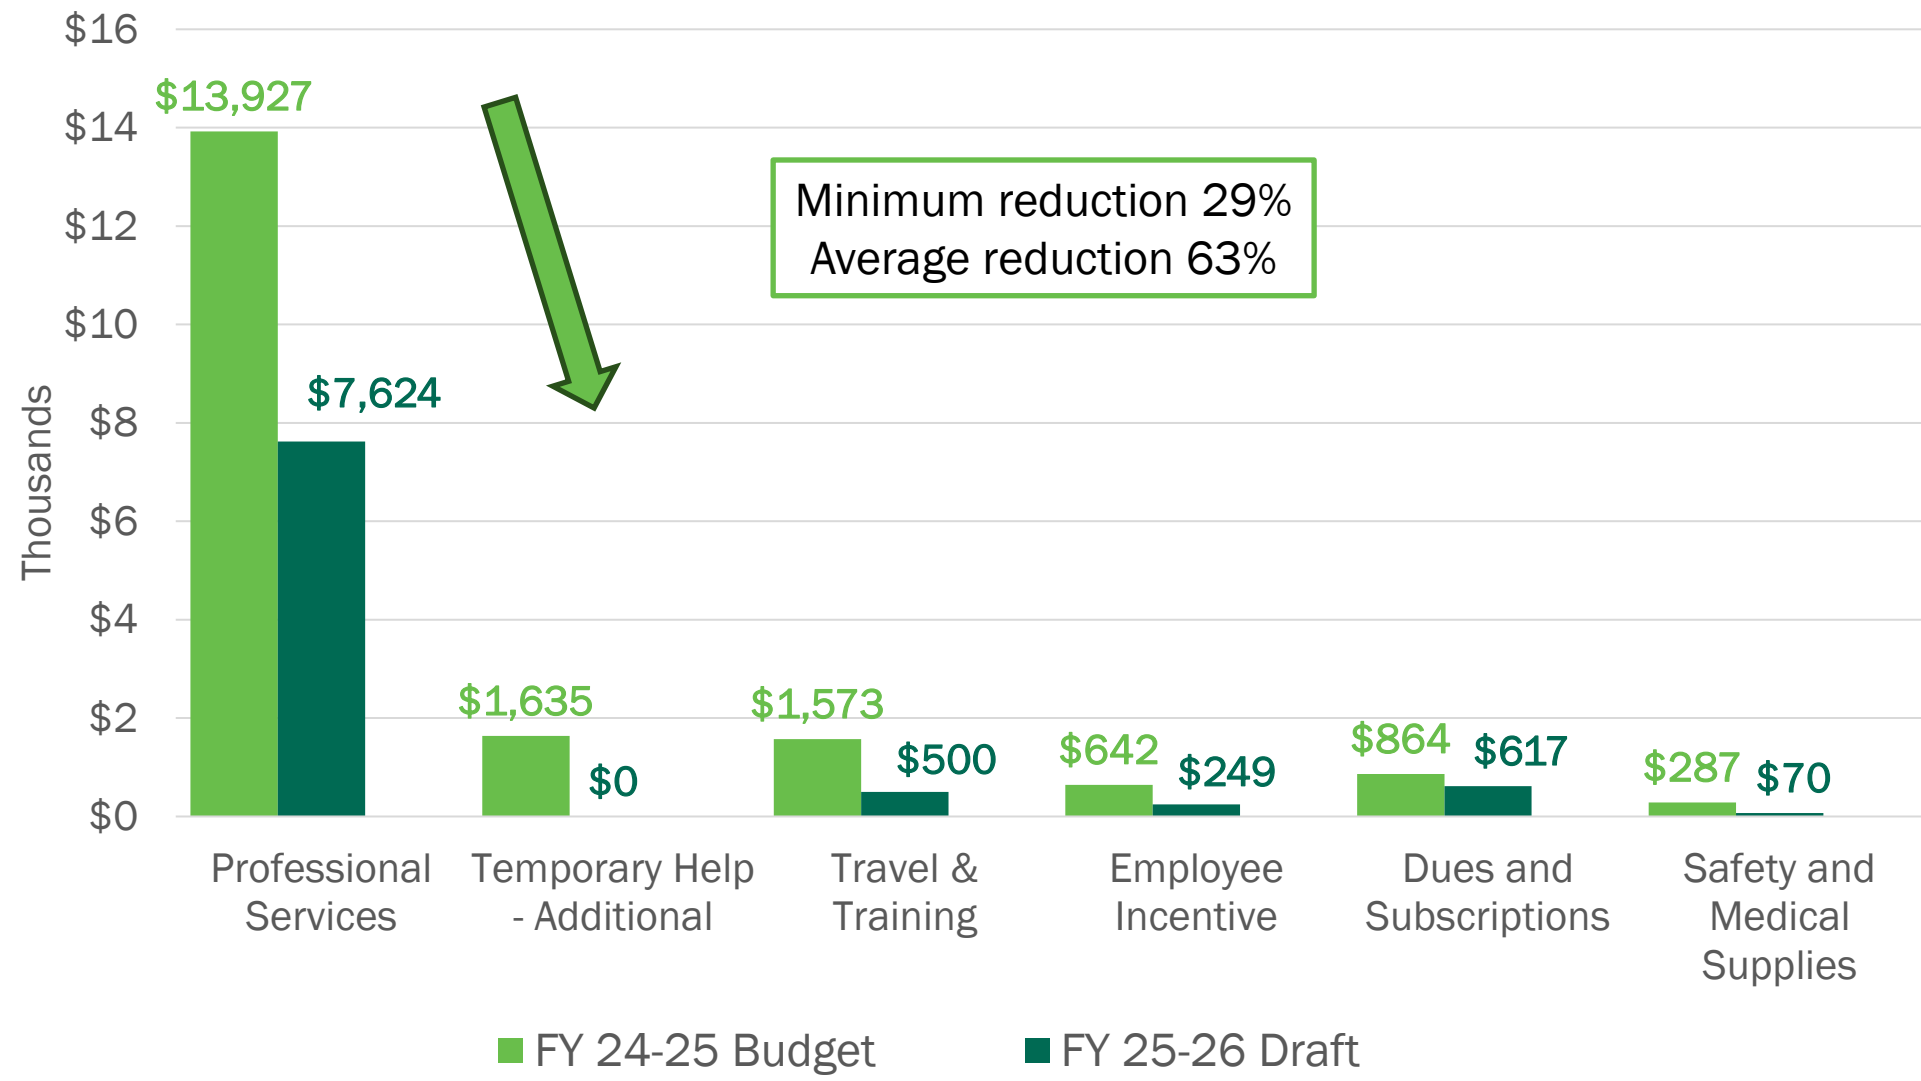 $16
$14
$12
$10
$8
$6
$4
$2
$0
Thousands
$13,927
$7,624
$1,635
$0
$1,573
$500
$642
$249
$864
$617
$287
$70
Minimum reduction 29%
Average reduction 63%
Professional
Services
Temporary Help
- Additional
Travel &
Training
Employee
Incentive
Dues and
Subscriptions
Safety and
Medical
Supplies
FY 24-25 Budget
FY 25-26 Draft